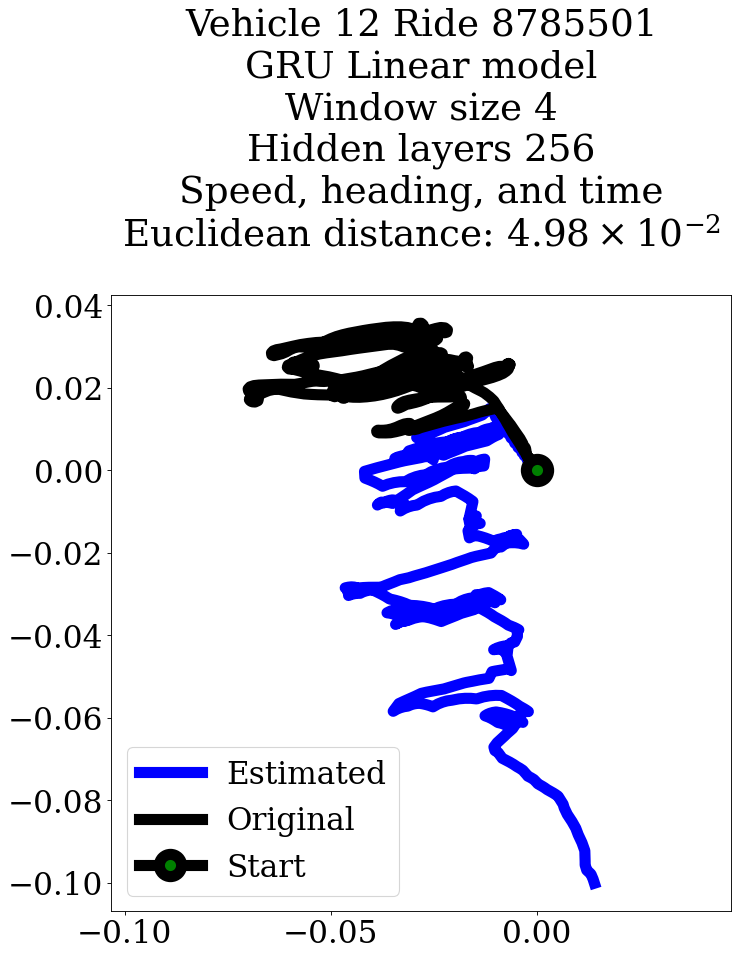 Vehicle 12 Ride 8785501
GRU Linear model
Window size 4
Hidden layers 256
Speed, heading, and time
Euclidean distance: 4.98 × 10⁻²
0.04
0.02
0.00
−0.02
−0.04
−0.06
−0.08
−0.10
Estimated
Original
Start
−0.10
−0.05
0.00